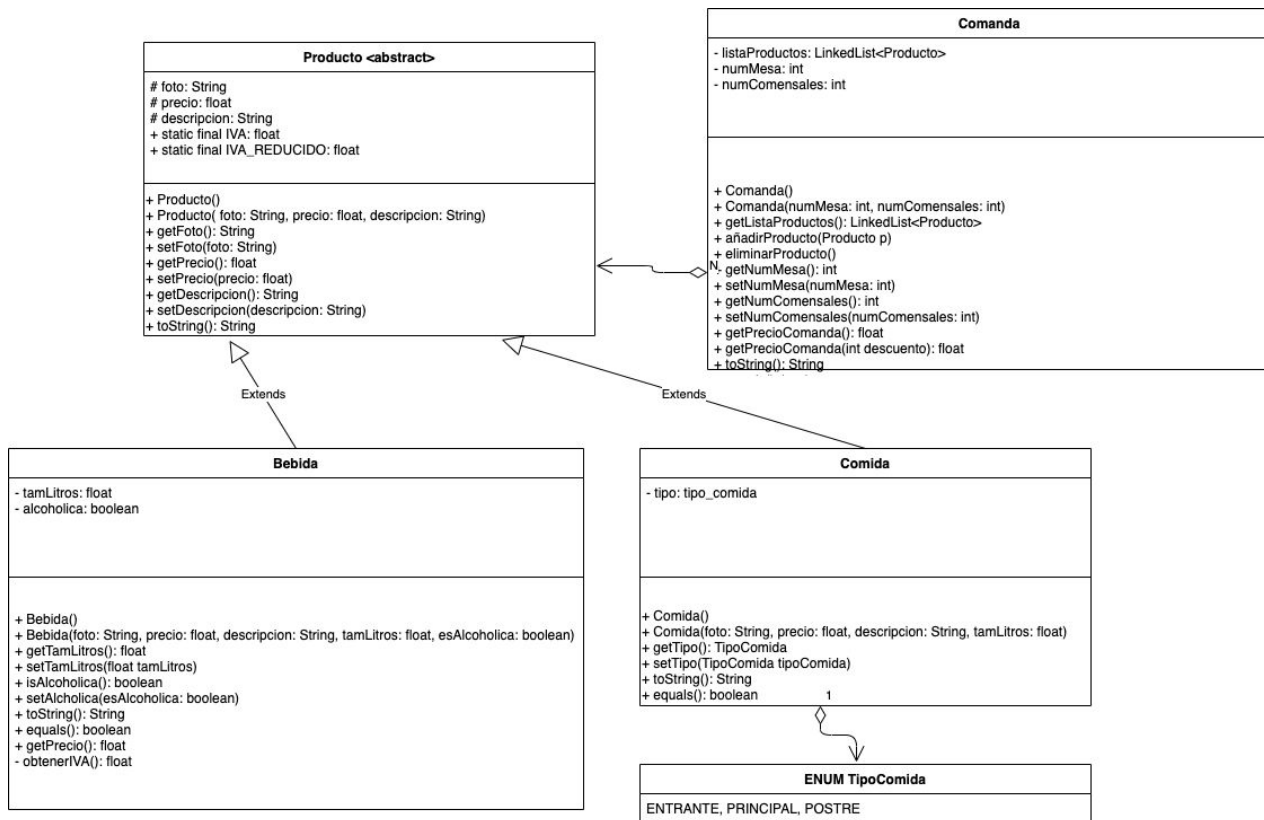 Producto <abstract>
# foto: String
# precio: float
# descripcion: String
+ static final IVA: float
+ static final IVA_REDUCIDO: float
+ Producto()
+ Producto( foto: String, precio: float, descripcion: String)
+ getFoto(): String
+ setFoto(foto: String)
+ getPrecio(): float
+ setPrecio(precio: float)
+ getDescripcion(): String
+ setDescripcion(descripcion: String)
+ toString(): String
Comanda
- listaProductos: LinkedList<Producto>
- numMesa: int
- numComensales: int
+ Comanda()
+ Comanda(numMesa: int, numComensales: int)
+ getListaProductos(): LinkedList<Producto>
+ añadirProducto(Producto p)
+ eliminarProducto()
N
- getNumMesa(): int
+ setNumMesa(numMesa: int)
+ getNumComensales(): int
+ setNumComensales(numComensales: int)
+ getPrecioComanda(): float
+ getPrecioComanda(int descuento): float
+ toString(): String
Extends
Extends
Bebida
- tamLitros: float
- alcoholica: boolean
+ Bebida()
+ Bebida(foto: String, precio: float, descripcion: String, tamLitros: float, esAlcoholica: boolean)
+ getTamLitros(): float
+ setTamLitros(float tamLitros)
+ isAlcoholica(): boolean
+ setAlcholica(esAlcoholica: boolean)
+ toString(): String
+ equals(): boolean
+ getPrecio(): float
- obtenerIVA(): float
Comida
- tipo: tipo_comida
+ Comida()
+ Comida(foto: String, precio: float, descripcion: String, tamLitros: float)
+ getTipo(): TipoComida
+ setTipo(TipoComida tipoComida)
+ toString(): String
+ equals(): boolean
1
ENUM TipoComida
ENTRANTE, PRINCIPAL, POSTRE